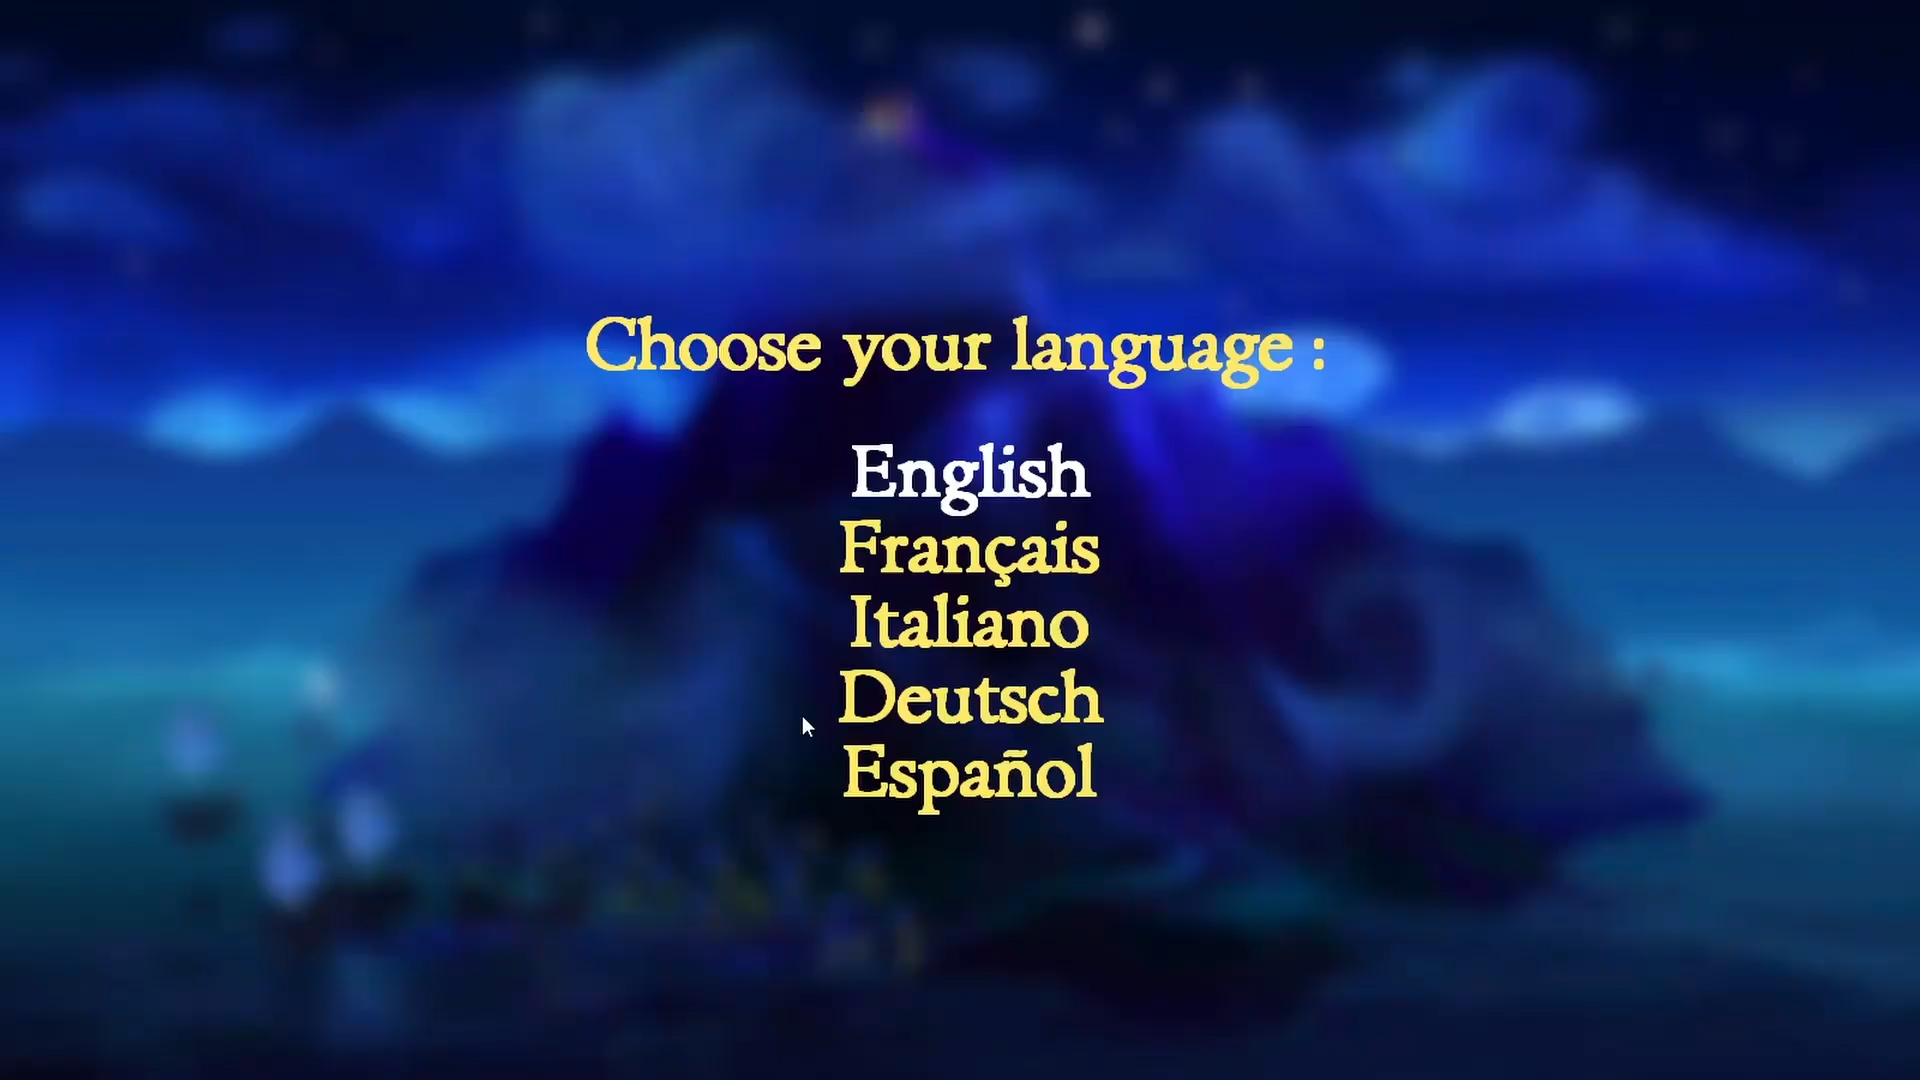 Choose your language :
English
Français
Italiano
Deutsch
Español